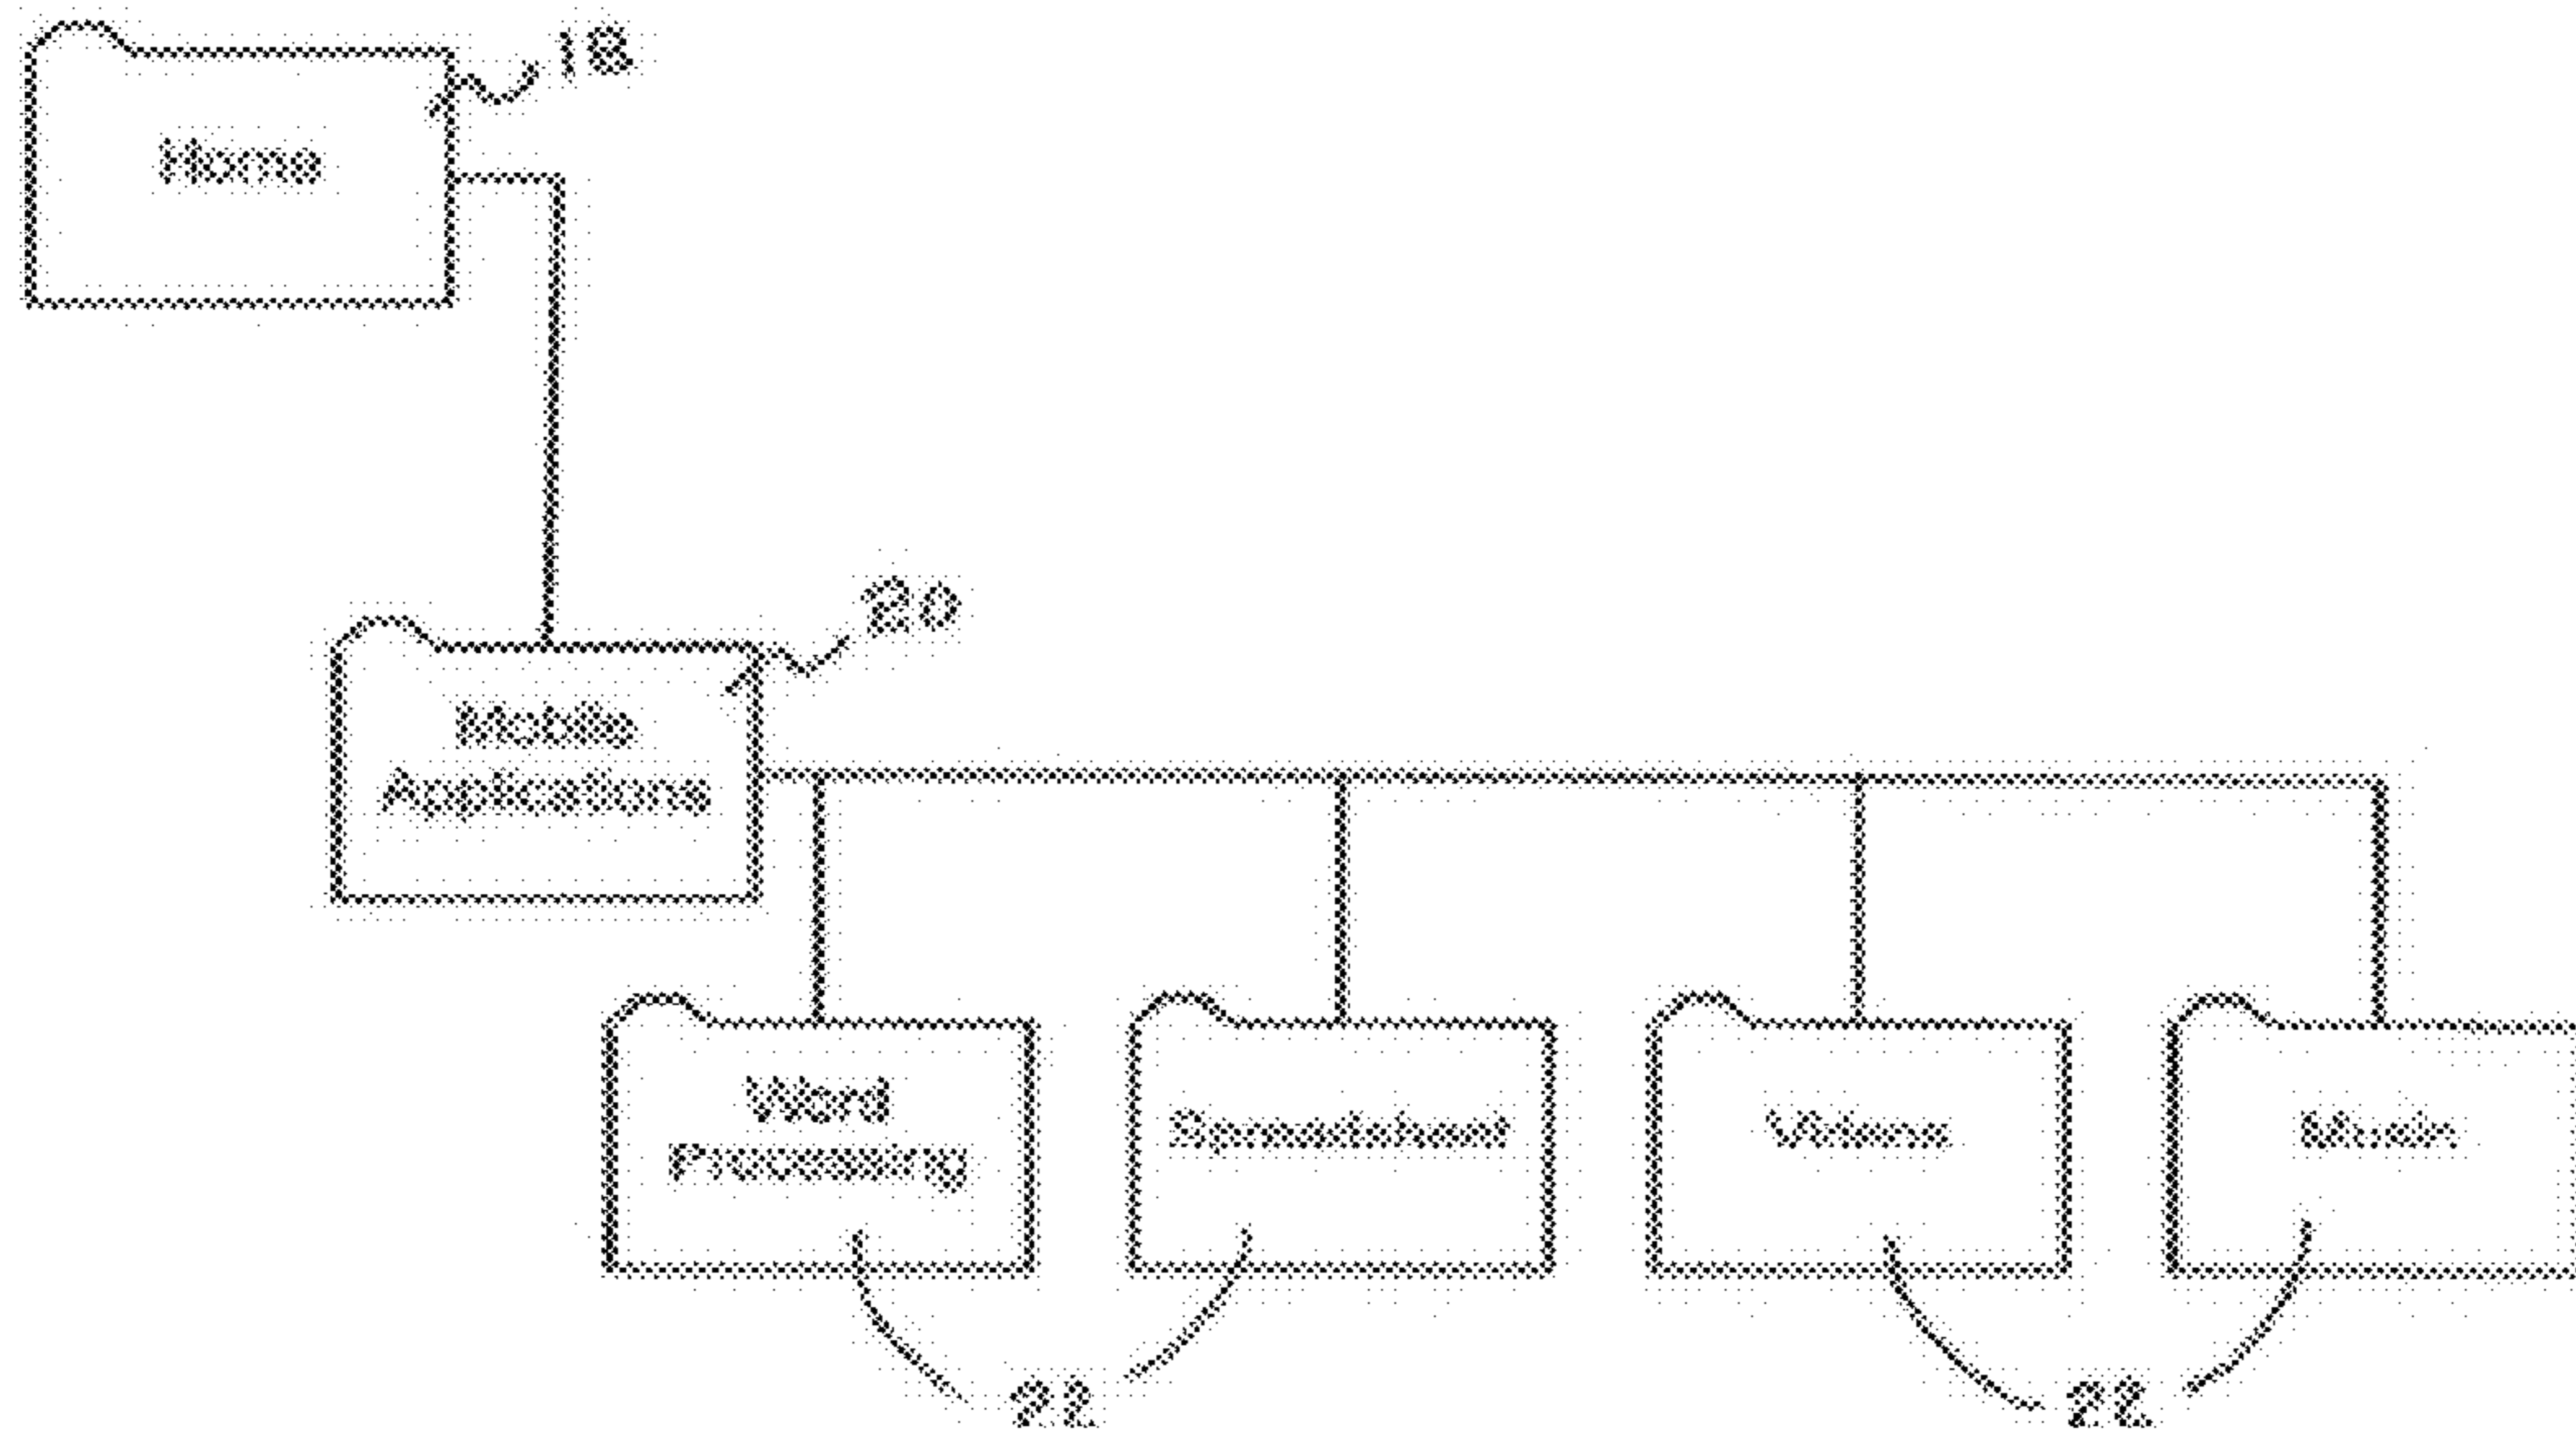 18
Home
20
Mobile
Applications
Word
Processing
Spreadsheet
Videos
Music
22
22